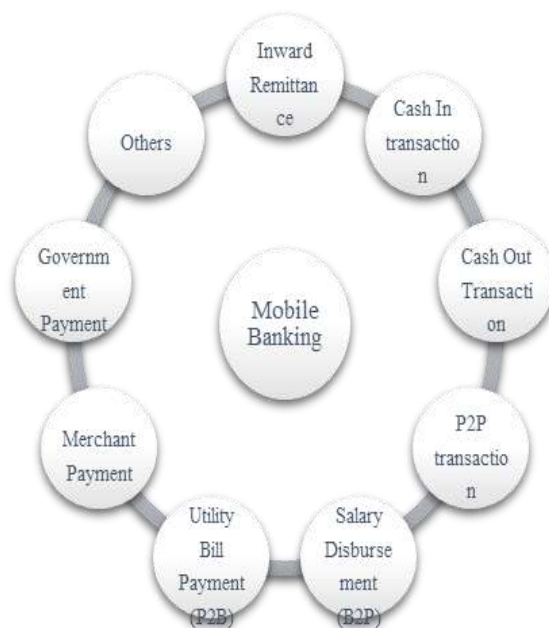 Inward
Remittan
ce
Cash In
transactio
n
Cash Out
Transacti
on
P2P
transactio
n
Salary
Disburse
ment
(B2P)
Utility
Bill
Payment
(P2B)
Merchant
Payment
Governm
ent
Payment
Others
Mobile
Banking